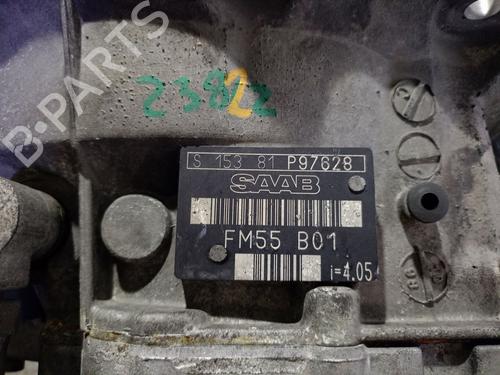 23822
S 153 81 P97628
SAAB
FM55 B01
i=4.05
B-PARTS